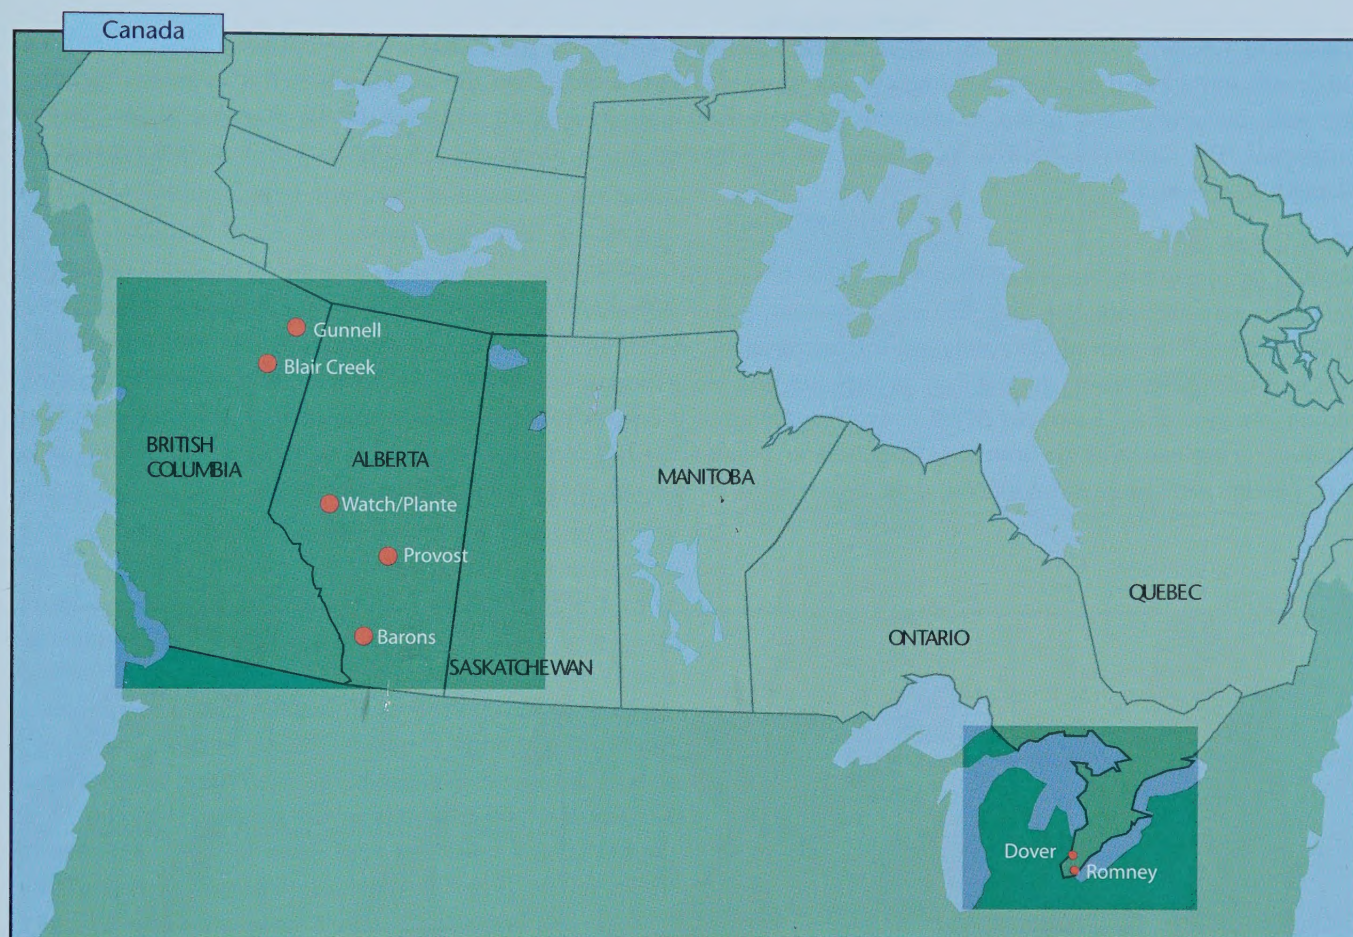 Canada
Gunnell
Blair Creek
BRITISH
COLUMBIA
ALBERTA
MANITOBA
Watch/Plante
Provost
QUEBEC
Barons
ONTARIO
SASKATCHEWAN
Dover
Romney